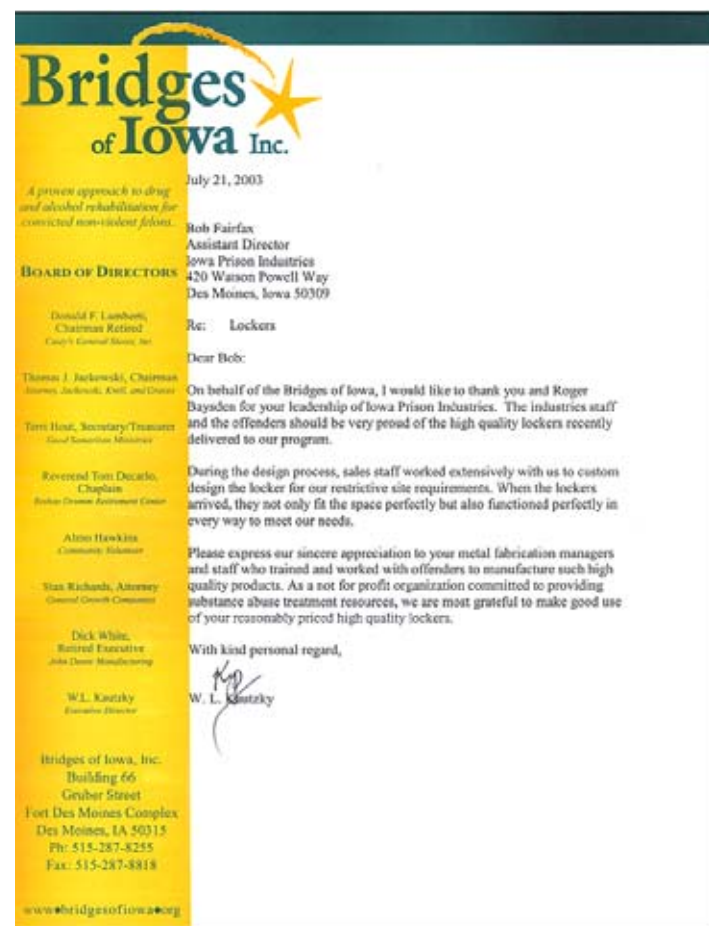 Bridges
of Iowa Inc.
A proven approach to drug
and alcohol rehabilitation for
convicted non-violent felons.
BOARD OF DIRECTORS
Donald F. Lamberti,
Chairman Retired
Casey's General Stores, Inc.
Thomas J. Jackowski, Chairman
Attorney, Jackowski, and
Terri Hout, Secretary/Treasurer
Good Samaritan Ministries
Reverend Tom Decarlo,
Chaplain
Retirement Center
Almo Hawkins
Community Volunteer
Stan Richards, Attorney
General Growth Companies
Dick White,
Retired Executive
John Deere Manufacturing
W.L. Kautzky
Executive Director
Bridges of Iowa, Inc.
Building 66
Gruber Street
Fort Des Moines Complex
Des Moines, IA 50315
Ph: 515-287-8255
Fax: 515-287-8818
www•bridgesofiowa•org
July 21, 2003
Bob Fairfax
Assistant Director
Iowa Prison Industries
420 Watson Powell Way
Des Moines, Iowa 50309
Re: Lockers
Dear Bob:
On behalf of the Bridges of Iowa, I would like to thank you and Roger
Baysden for your leadership of Iowa Prison Industries. The industries staff
and the offenders should be very proud of the high quality lockers recently
delivered to our program.
During the design process, sales staff worked extensively with us to custom
design the locker for our restrictive site requirements. When the lockers
arrived, they not only fit the space perfectly but also functioned perfectly in
every way to meet our needs.
Please express our sincere appreciation to your metal fabrication managers
and staff who trained and worked with offenders to manufacture such high
quality products. As a not for profit organization committed to providing
substance abuse treatment resources, we are most grateful to make good use
of your reasonably priced high quality lockers.
With kind personal regard,
W. L. Kautzky